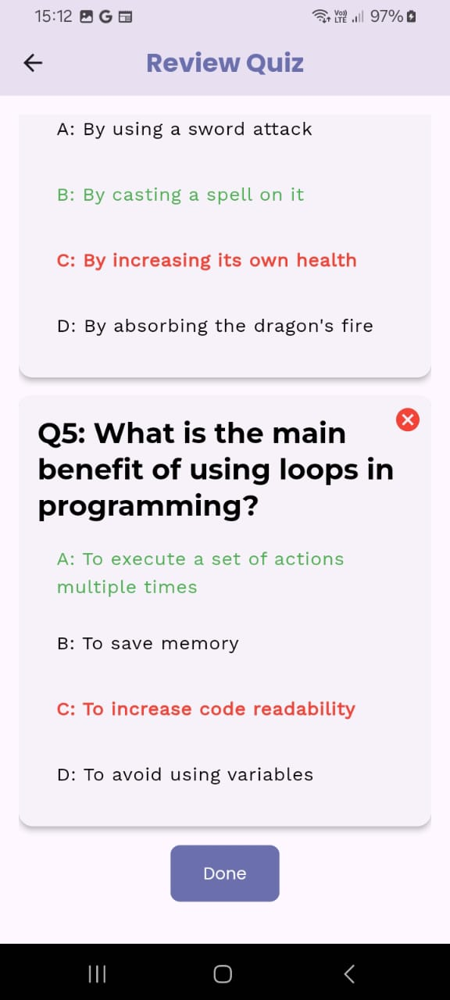 15:12 G Vo)) LTE 97%
Review Quiz
A: By using a sword attack
B: By casting a spell on it
C: By increasing its own health
D: By absorbing the dragon's fire
Q5: What is the main
benefit of using loops in
programming?
A: To execute a set of actions
multiple times
B: To save memory
C: To increase code readability
D: To avoid using variables
Done